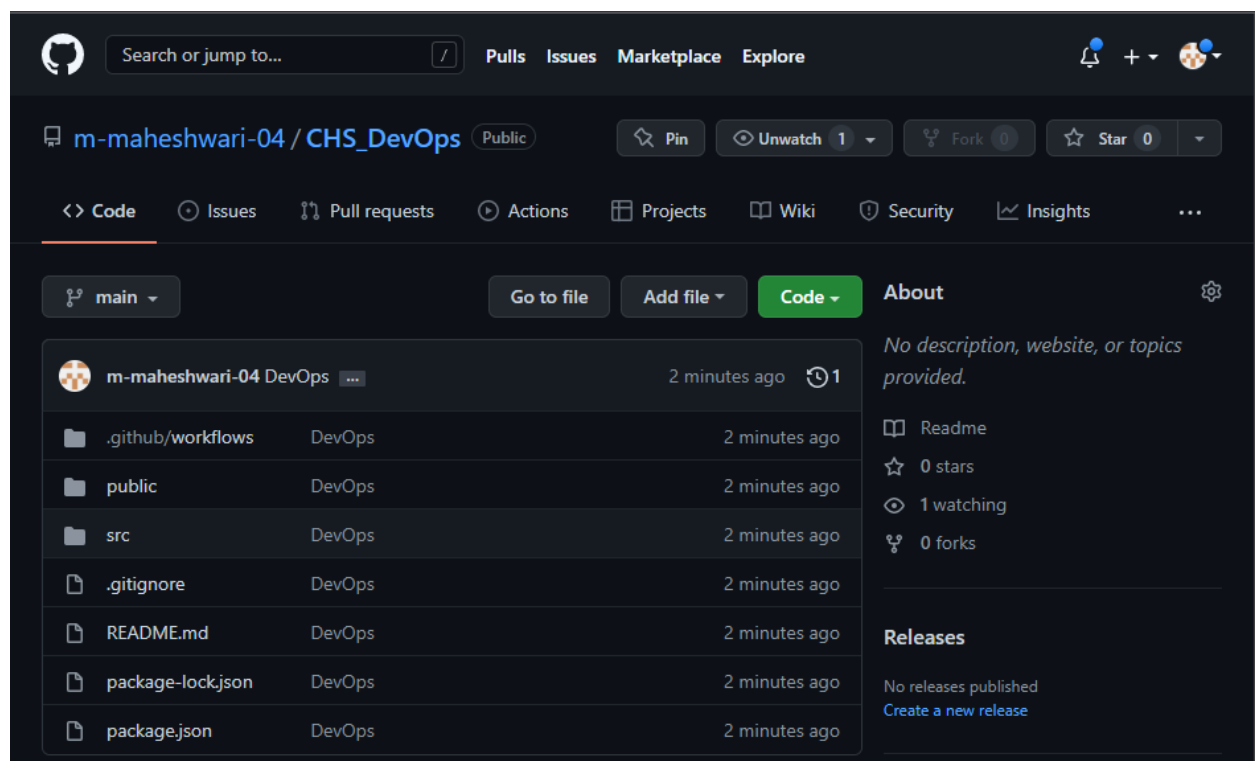 Search or jump to... / Pulls Issues Marketplace Explore
m-maheshwari-04 / CHS_DevOps Public Pin Unwatch 1 Fork 0 Star 0
Code Issues Pull requests Actions Projects Wiki Security Insights ...
main Go to file Add file Code
m-maheshwari-04 DevOps ... 2 minutes ago 1
.github/workflows DevOps 2 minutes ago
public DevOps 2 minutes ago
src DevOps 2 minutes ago
.gitignore DevOps 2 minutes ago
README.md DevOps 2 minutes ago
package-lock.json DevOps 2 minutes ago
package.json DevOps 2 minutes ago
About
No description, website, or topics
provided.
Readme
0 stars
1 watching
0 forks
Releases
No releases published
Create a new release